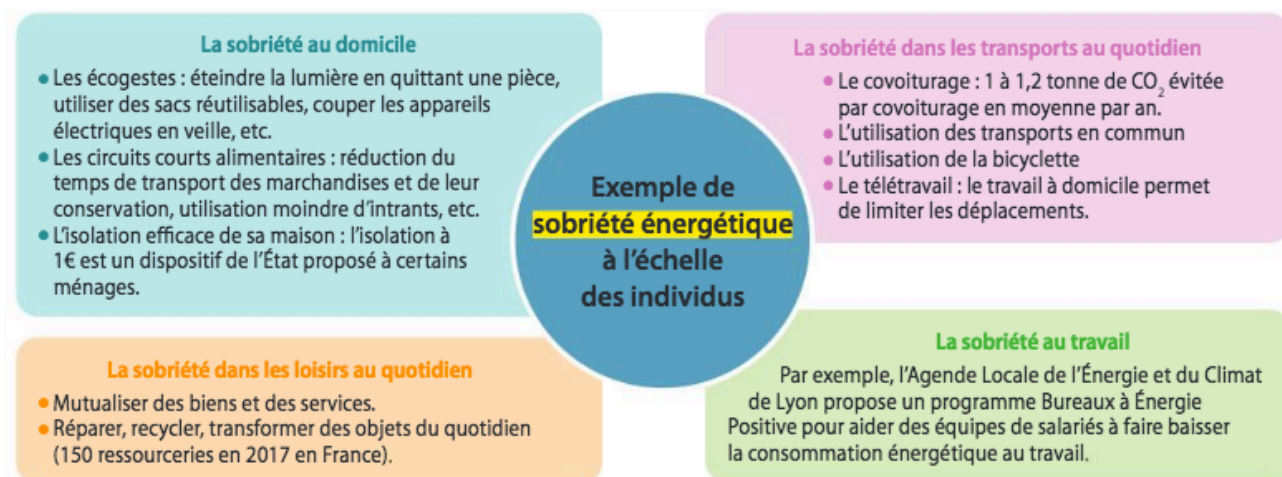 La sobriété au domicile
• Les écogestes : éteindre la lumière en quittant une pièce,
utiliser des sacs réutilisables, couper les appareils
électriques en veille, etc.
• Les circuits courts alimentaires : réduction du
temps de transport des marchandises et de leur
conservation, utilisation moindre d'intrants, etc.
• L'isolation efficace de sa maison : l'isolation à
1€ est un dispositif de l'État proposé à certains
ménages.
La sobriété dans les transports au quotidien
• Le covoiturage : 1 à 1,2 tonne de CO₂ évitée
par covoiturage en moyenne par an.
• L'utilisation des transports en commun
• L'utilisation de la bicyclette
• Le télétravail : le travail à domicile permet
de limiter les déplacements.
Exemple de
sobriété énergétique
à l'échelle
des individus
La sobriété dans les loisirs au quotidien
• Mutualiser des biens et des services.
• Réparer, recycler, transformer des objets du quotidien
(150 ressourceries en 2017 en France).
La sobriété au travail
Par exemple, l'Agende Locale de l'Énergie et du Climat
de Lyon propose un programme Bureaux à Énergie
Positive pour aider des équipes de salariés à faire baisser
la consommation énergétique au travail.